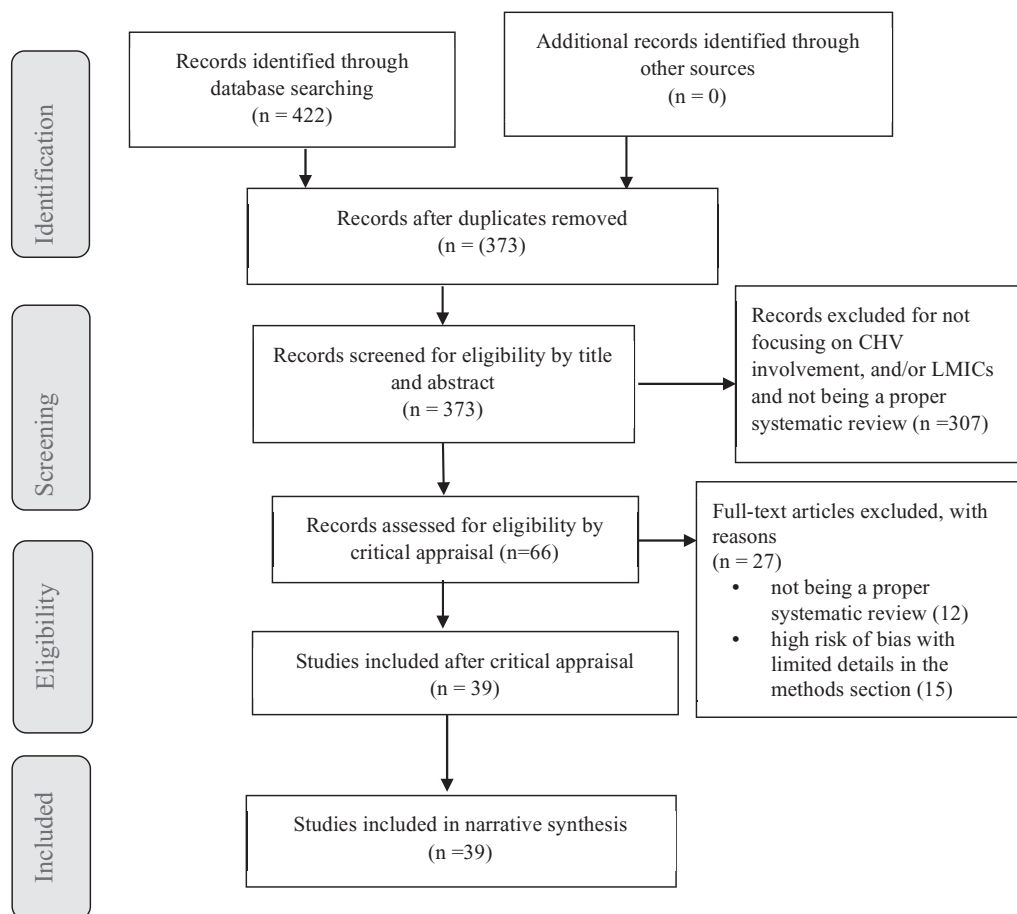 Identification
Records identified through
database searching
(n = 422)
Additional records identified through
other sources
(n = 0)
Records after duplicates removed
(n = (373)
Screening
Records screened for eligibility by title
and abstract
(n = 373)
Records excluded for not
focusing on CHV
involvement, and/or LMICs
and not being a proper
systematic review (n =307)
Eligibility
Records assessed for eligibility by
critical appraisal (n=66)
Full-text articles excluded, with
reasons
(n = 27)
• not being a proper
systematic review (12)
• high risk of bias with
limited details in the
methods section (15)
Studies included after critical appraisal
(n = 39)
Included
Studies included in narrative synthesis
(n =39)